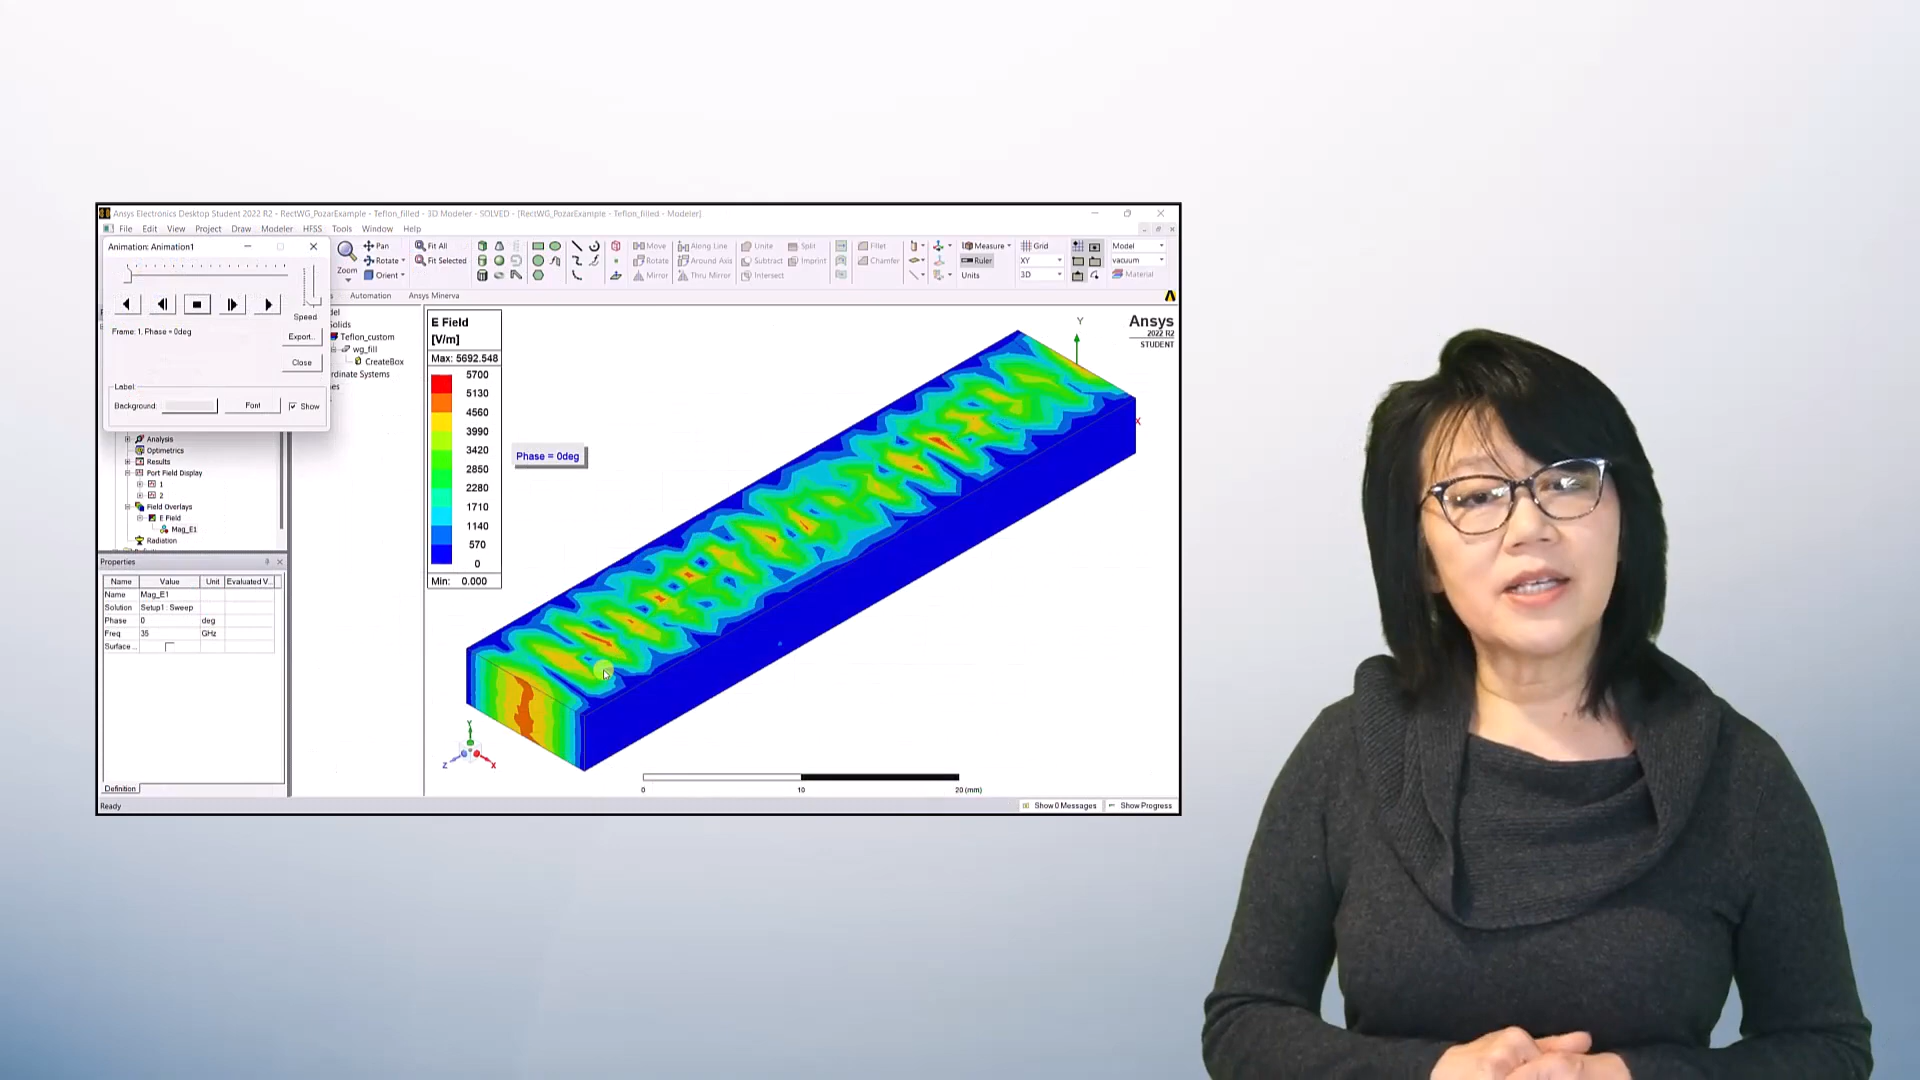 Ansys Electronics Desktop Student 2022 R2 - RectWG_PozarExample - Teflon_filled - 3D Modeler - SOLVED - [RectWG_PozarExample - Teflon_filled - Modeler]
File Edit View Project Draw Modeler HFSS Tools Window Help
Animation: Animation1
Speed
Frame: 1, Phase = 0deg
Export..
Close
Label
Background:
Font
Show
Zoom
Pan
Rotate
Orient
Fit All
Fit Selected
Move
Rotate
Mirror
Along Line
Around Axis
Thru Mirror
Unite
Subtract
Intersect
Split
Imprint
Fillet
Chamfer
Measure
Ruler
Units
Grid
XY
3D
Model
vacuum
Material
Automation Ansys Minerva
Teflon_custom
wg_fill
CreateBox
Analysis
Optimetrics
Results
Port Field Display
1
2
Field Overlays
E Field
Mag_E1
Radiation
Properties
Name Value Unit Evaluated V...
Name Mag_E1
Solution Setup1 : Sweep
Phase 0 deg
Freq 35 GHz
Surface ...
Definition
Ready
E Field
[V/m]
Max: 5692.548
5700
5130
4560
3990
3420
2850
2280
1710
1140
570
0
Min: 0.000
Phase = 0deg
Y
X
Ansys
2022 R2
STUDENT
Y
Z
X
0 10 20 (mm)
Show 0 Messages Show Progress